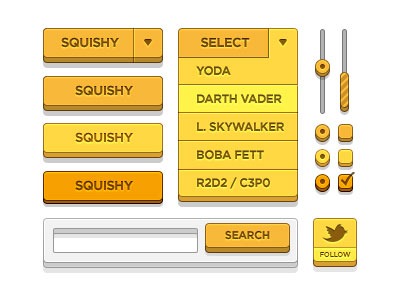 SQUISHY
SELECT
YODA
SQUISHY
DARTH VADER
SQUISHY
L. SKYWALKER
BOBA FETT
SQUISHY
R2D2 / C3P0
SEARCH
FOLLOW